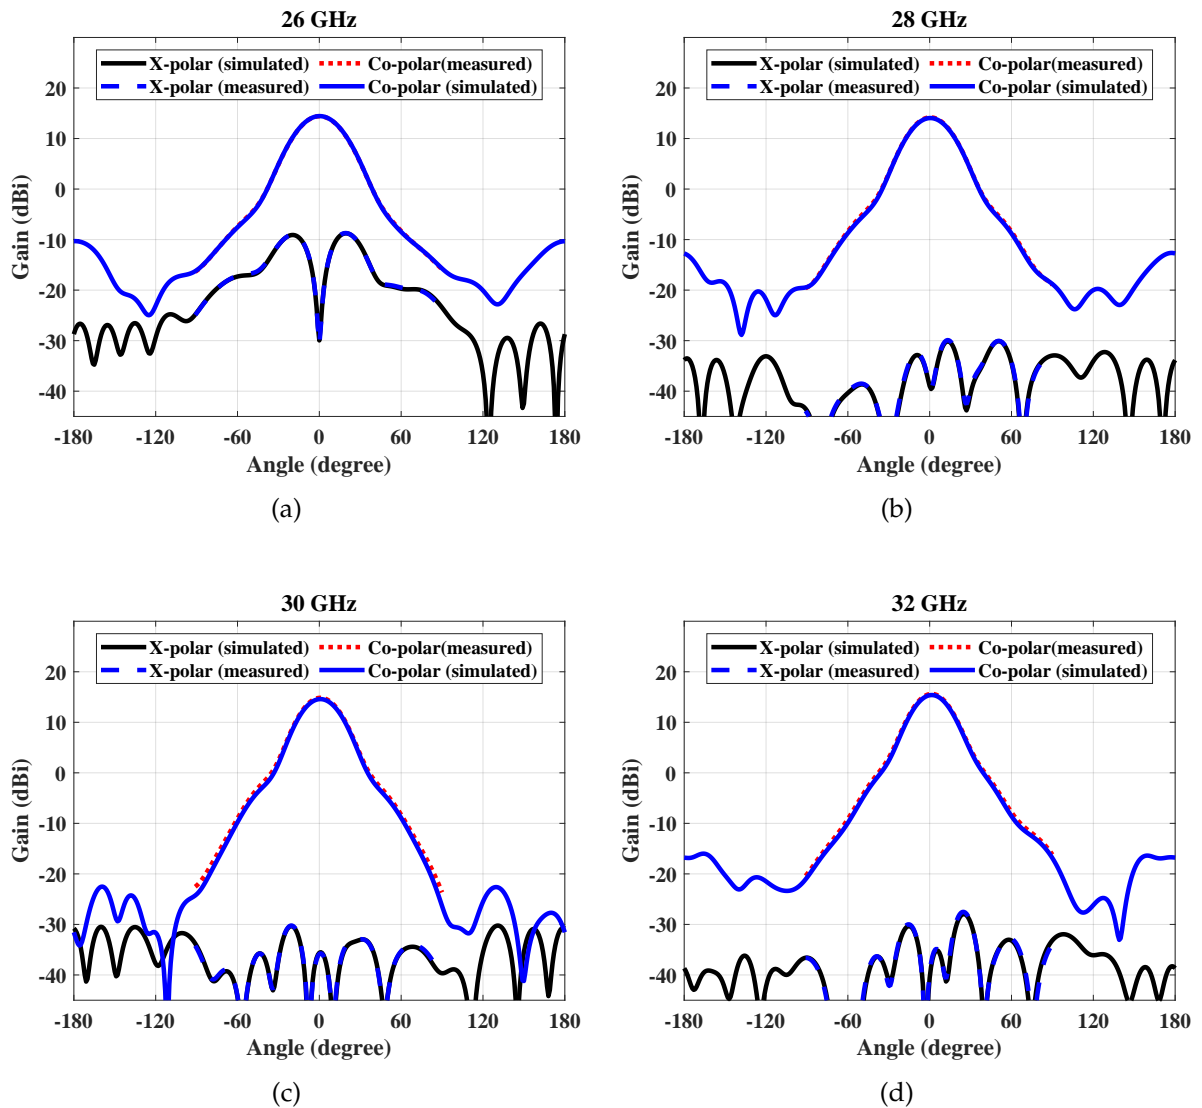 26 GHz
X-polar (simulated) Co-polar(measured)
X-polar (measured) Co-polar (simulated)
20
10
0
-10
-20
-30
-40
Gain (dBi)
-180 -120 -60 0 60 120 180
Angle (degree)
(a)
28 GHz
X-polar (simulated) Co-polar(measured)
X-polar (measured) Co-polar (simulated)
20
10
0
-10
-20
-30
-40
Gain (dBi)
-180 -120 -60 0 60 120 180
Angle (degree)
(b)
30 GHz
X-polar (simulated) Co-polar(measured)
X-polar (measured) Co-polar (simulated)
20
10
0
-10
-20
-30
-40
Gain (dBi)
-180 -120 -60 0 60 120 180
Angle (degree)
(c)
32 GHz
X-polar (simulated) Co-polar(measured)
X-polar (measured) Co-polar (simulated)
20
10
0
-10
-20
-30
-40
Gain (dBi)
-180 -120 -60 0 60 120 180
Angle (degree)
(d)